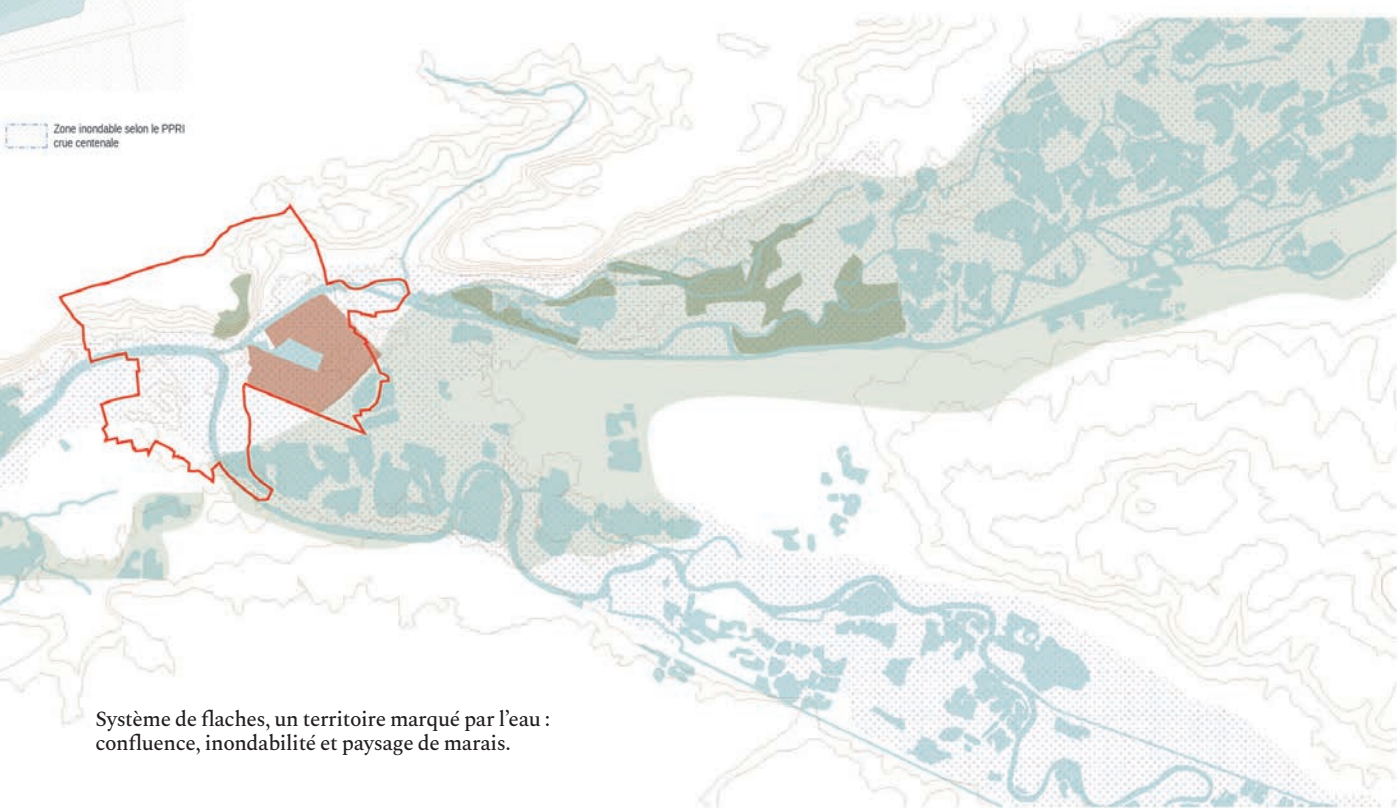 Zone inondable selon le PPRI
crue centenale
Système de flaches, un territoire marqué par l'eau :
confluence, inondabilité et paysage de marais.